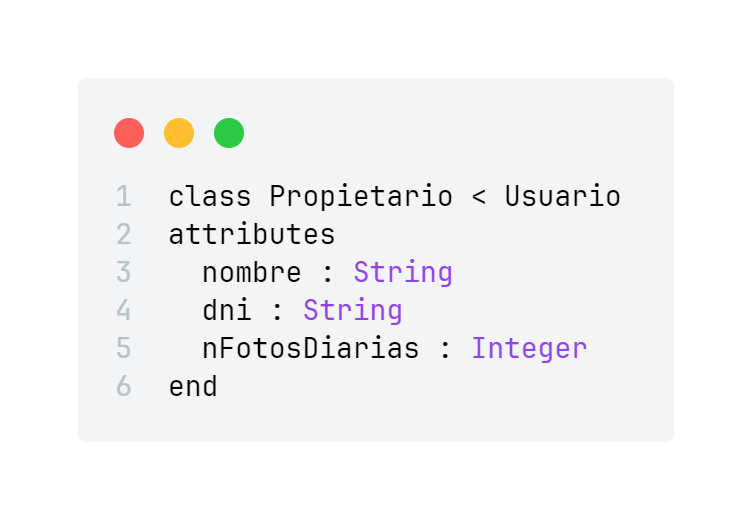 1 class Propietario < Usuario
2 attributes
3   nombre : String
4   dni : String
5   nFotosDiarias : Integer
6 end